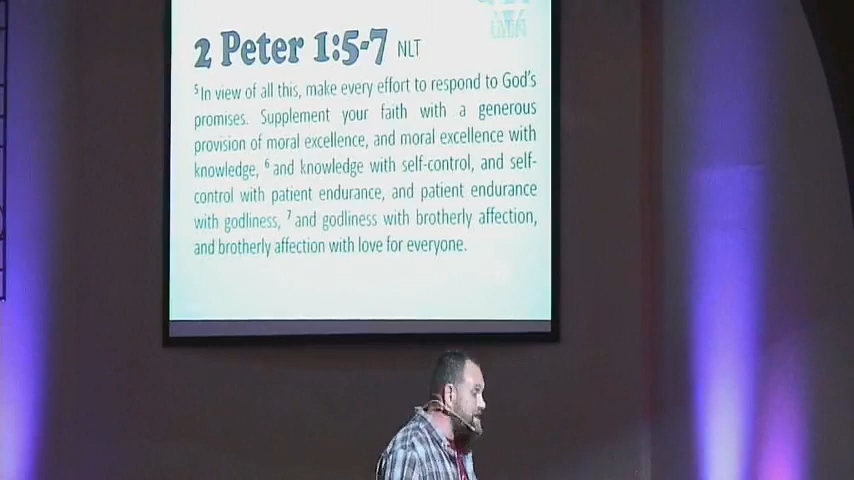 2 Peter 1:5-7 NLT
5 In view of all this, make every effort to respond to God's
promises. Supplement your faith with a generous
provision of moral excellence, and moral excellence with
knowledge, 6 and knowledge with self-control, and self-
control with patient endurance, and patient endurance
with godliness, 7 and godliness with brotherly affection,
and brotherly affection with love for everyone.